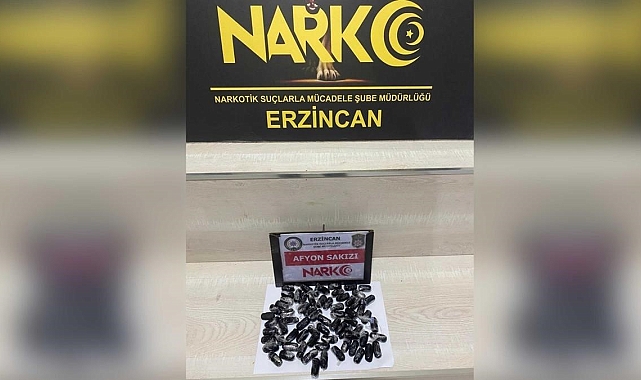 NARKO
NARKOTİK SUÇLARLA MÜCADELE ŞUBE MÜDÜRLÜĞÜ
ERZİNCAN
ERZİNCAN
AFYON SAKIZI
NARKO